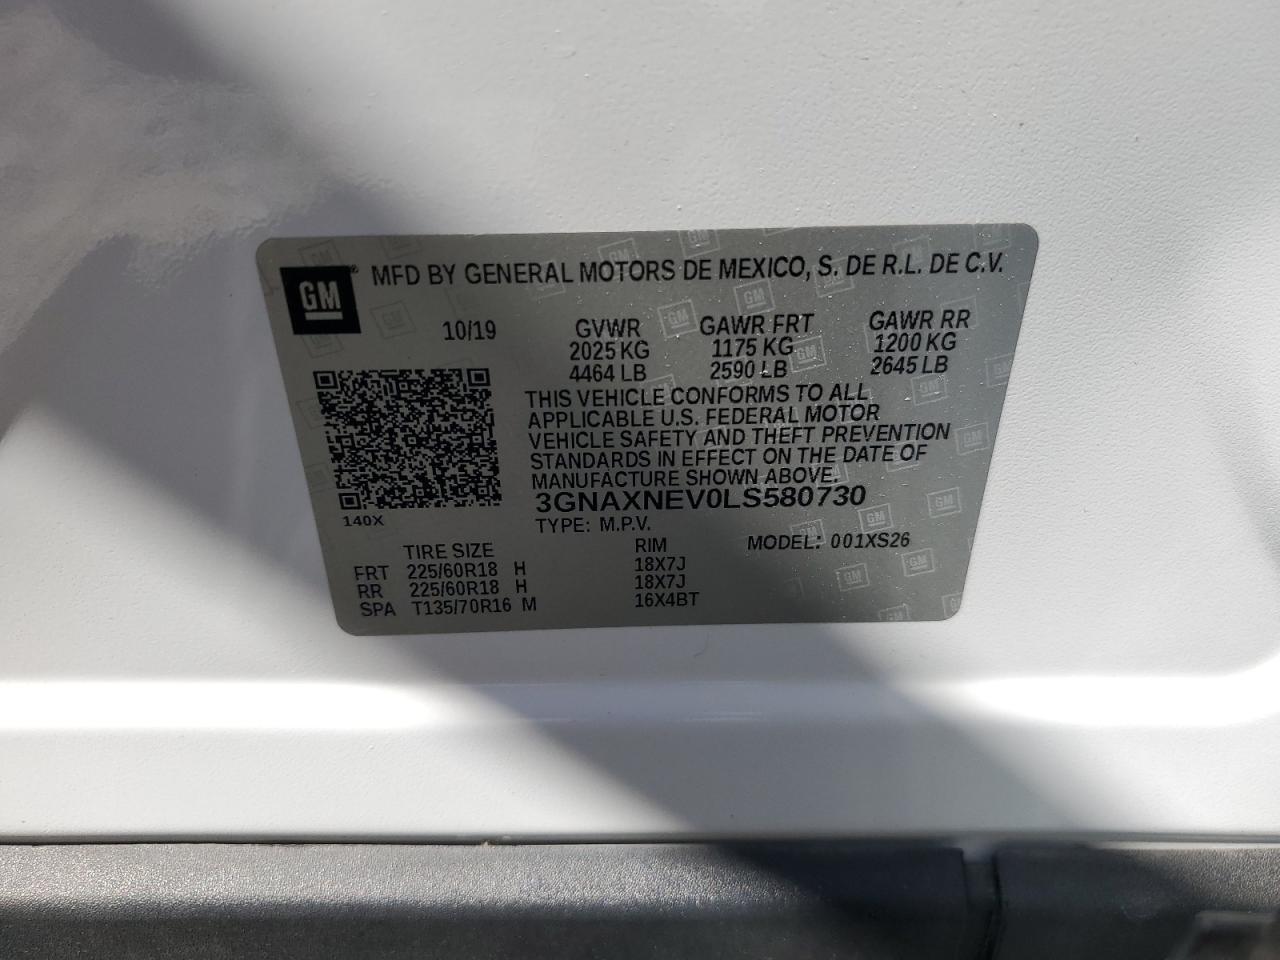 GM ® MFD BY GENERAL MOTORS DE MEXICO, S. DE R.L. DE C.V.
10/19 GVWR GAWR FRT GAWR RR
2025 KG 1175 KG 1200 KG
4464 LB 2590 LB 2645 LB
THIS VEHICLE CONFORMS TO ALL
APPLICABLE U.S. FEDERAL MOTOR
VEHICLE SAFETY AND THEFT PREVENTION
STANDARDS IN EFFECT ON THE DATE OF
MANUFACTURE SHOWN ABOVE.
3GNAXNEV0LS580730
140X
TYPE: M.P.V.
MODEL: 001XS26
TIRE SIZE RIM
FRT 225/60R18 H 18X7J
RR 225/60R18 H 18X7J
SPA T135/70R16 M 16X4BT